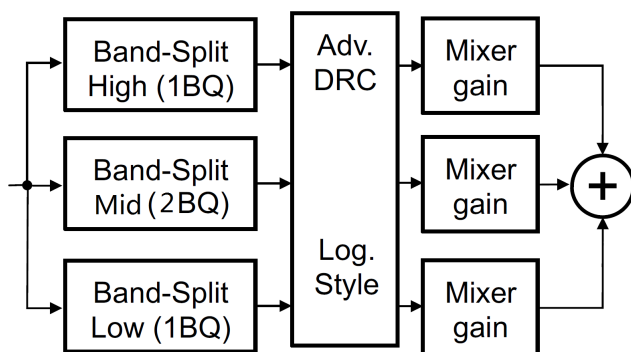 Band-Split
High (1BQ)
Adv.
DRC
Mixer
gain
Band-Split
Mid (2BQ)
Mixer
gain
+
Band-Split
Low (1BQ)
Log.
Style
Mixer
gain